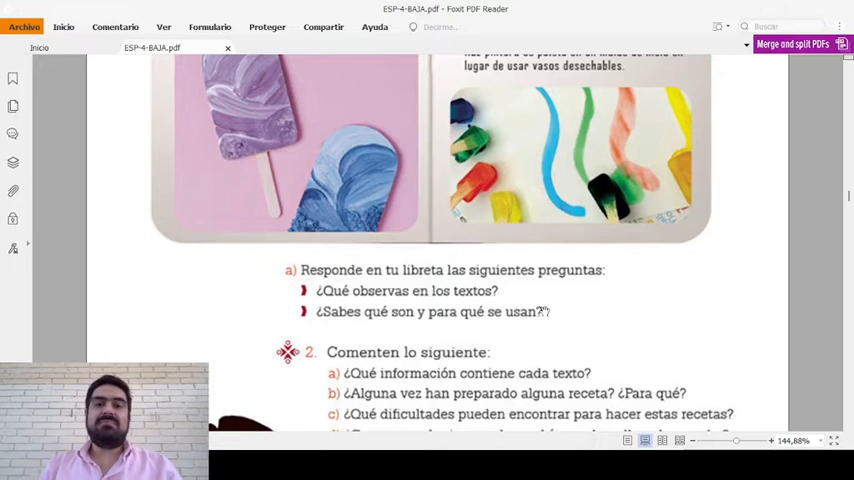 ESP-4-BAJA.pdf - Foxit PDF Reader
Archivo Inicio Comentario Ver Formulario Proteger Compartir Ayuda Decirme... Buscar
Inicio ESP-4-BAJA.pdf Merge and split PDFs
lugar de usar vasos desechables.
a) Responde en tu libreta las siguientes preguntas:
¿Qué observas en los textos?
¿Sabes qué son y para qué se usan?
2. Comenten lo siguiente:
a) ¿Qué información contiene cada texto?
b) ¿Alguna vez han preparado alguna receta? ¿Para qué?
c) ¿Qué dificultades pueden encontrar para hacer estas recetas?
144,88%